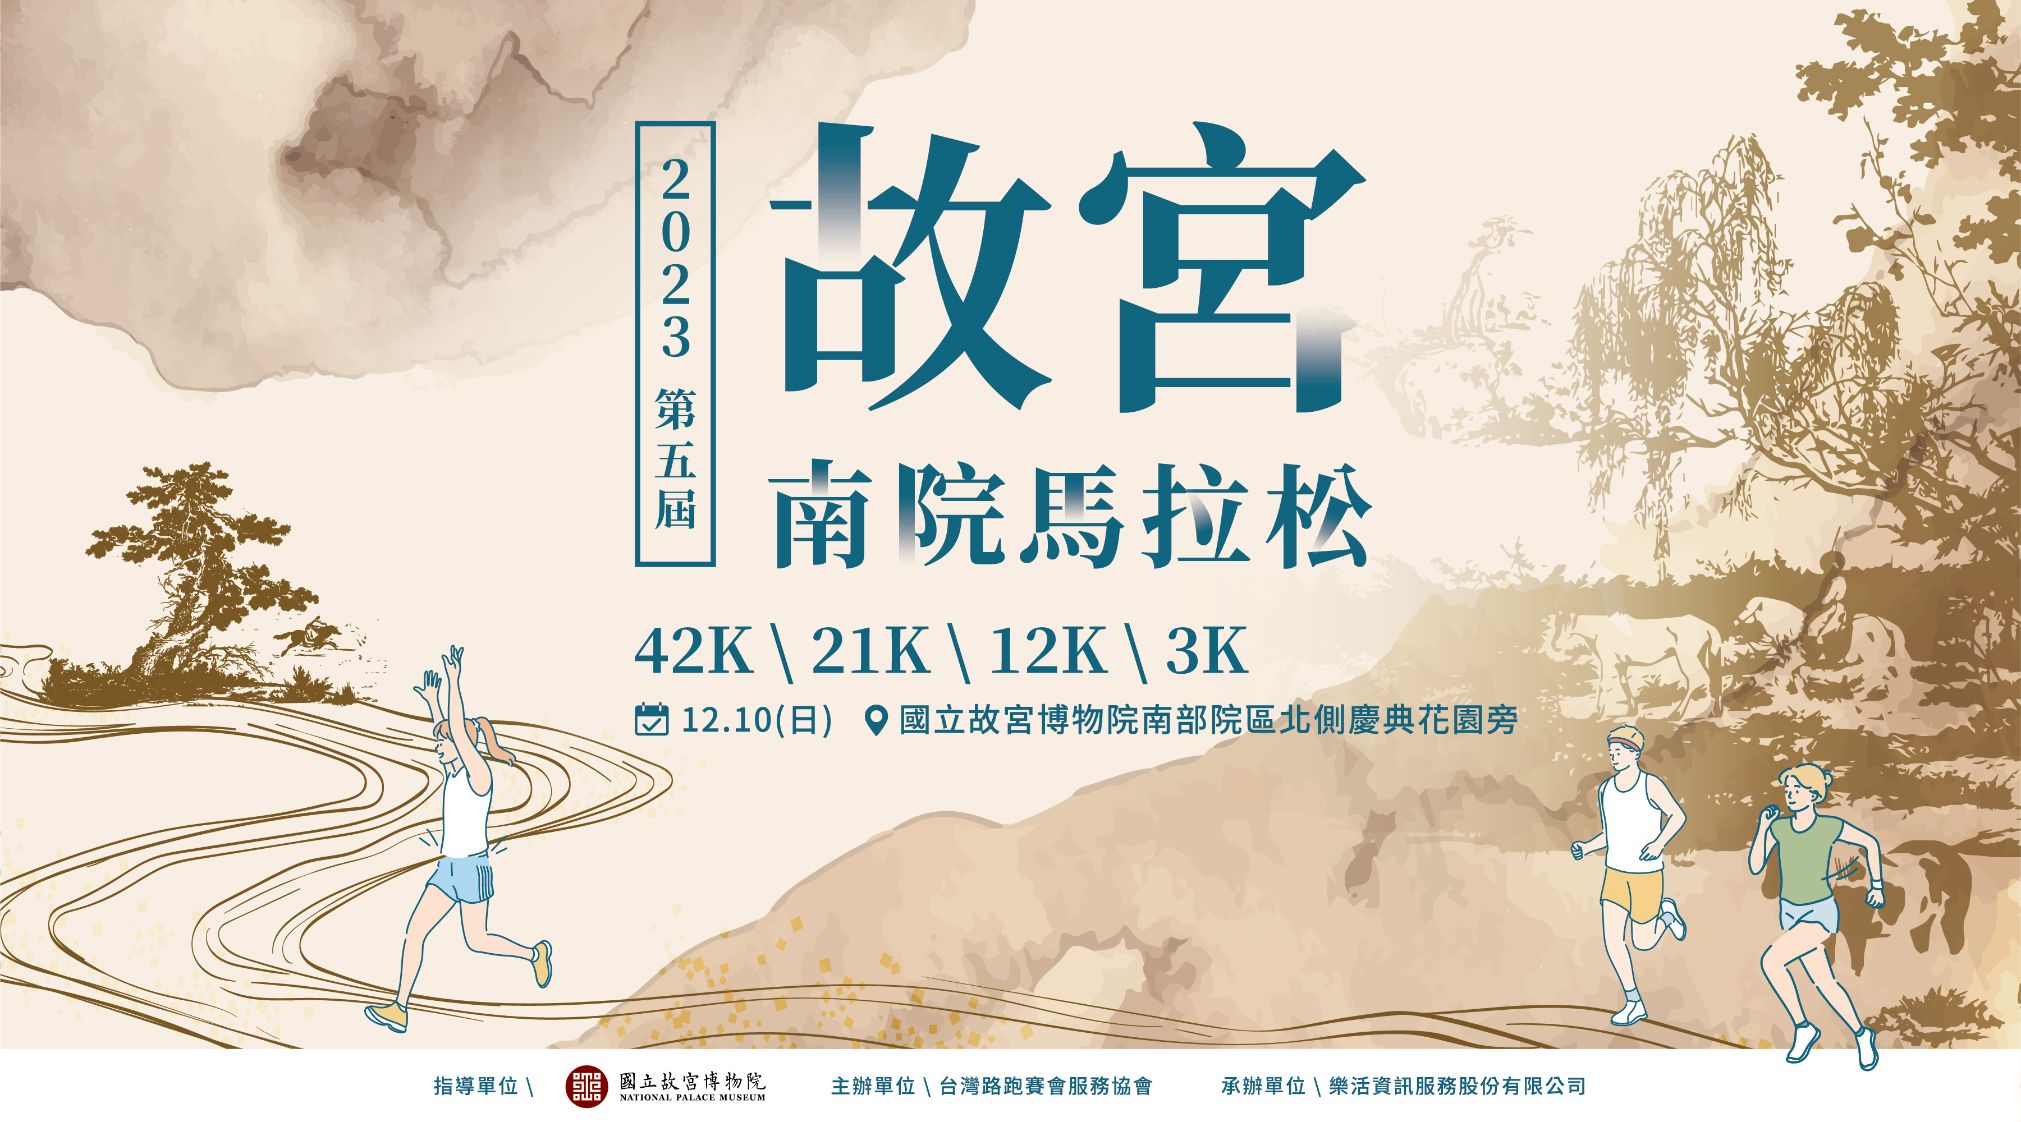 2023 第五屆
故宮
南院馬拉松
42K \ 21K \ 12K \ 3K
12.10(日) 國立故宮博物院南部院區北側慶典花園旁
指導單位 \ 國立故宮博物院 NATIONAL PALACE MUSEUM
主辦單位 \ 台灣路跑賽會服務協會
承辦單位 \ 樂活資訊服務股份有限公司